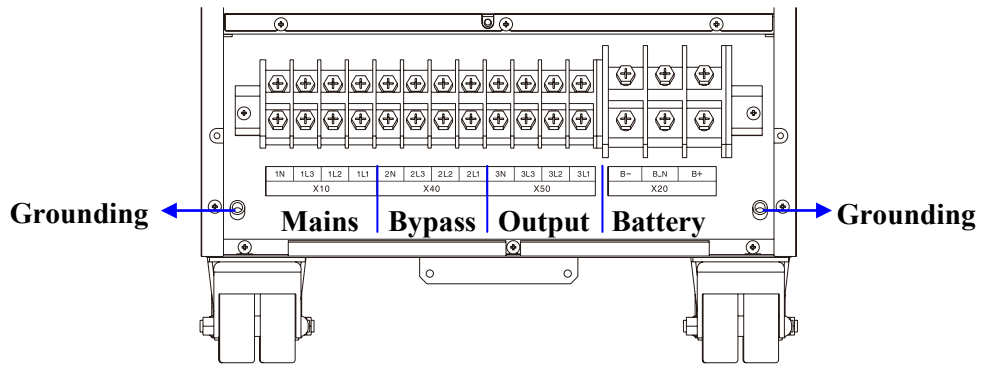 1N 1L3 1L2 1L1 2N 2L3 2L2 2L1 3N 3L3 3L2 3L1 B- B_N B+
X10 X40 X50 X20
Grounding Mains Bypass Output Battery Grounding